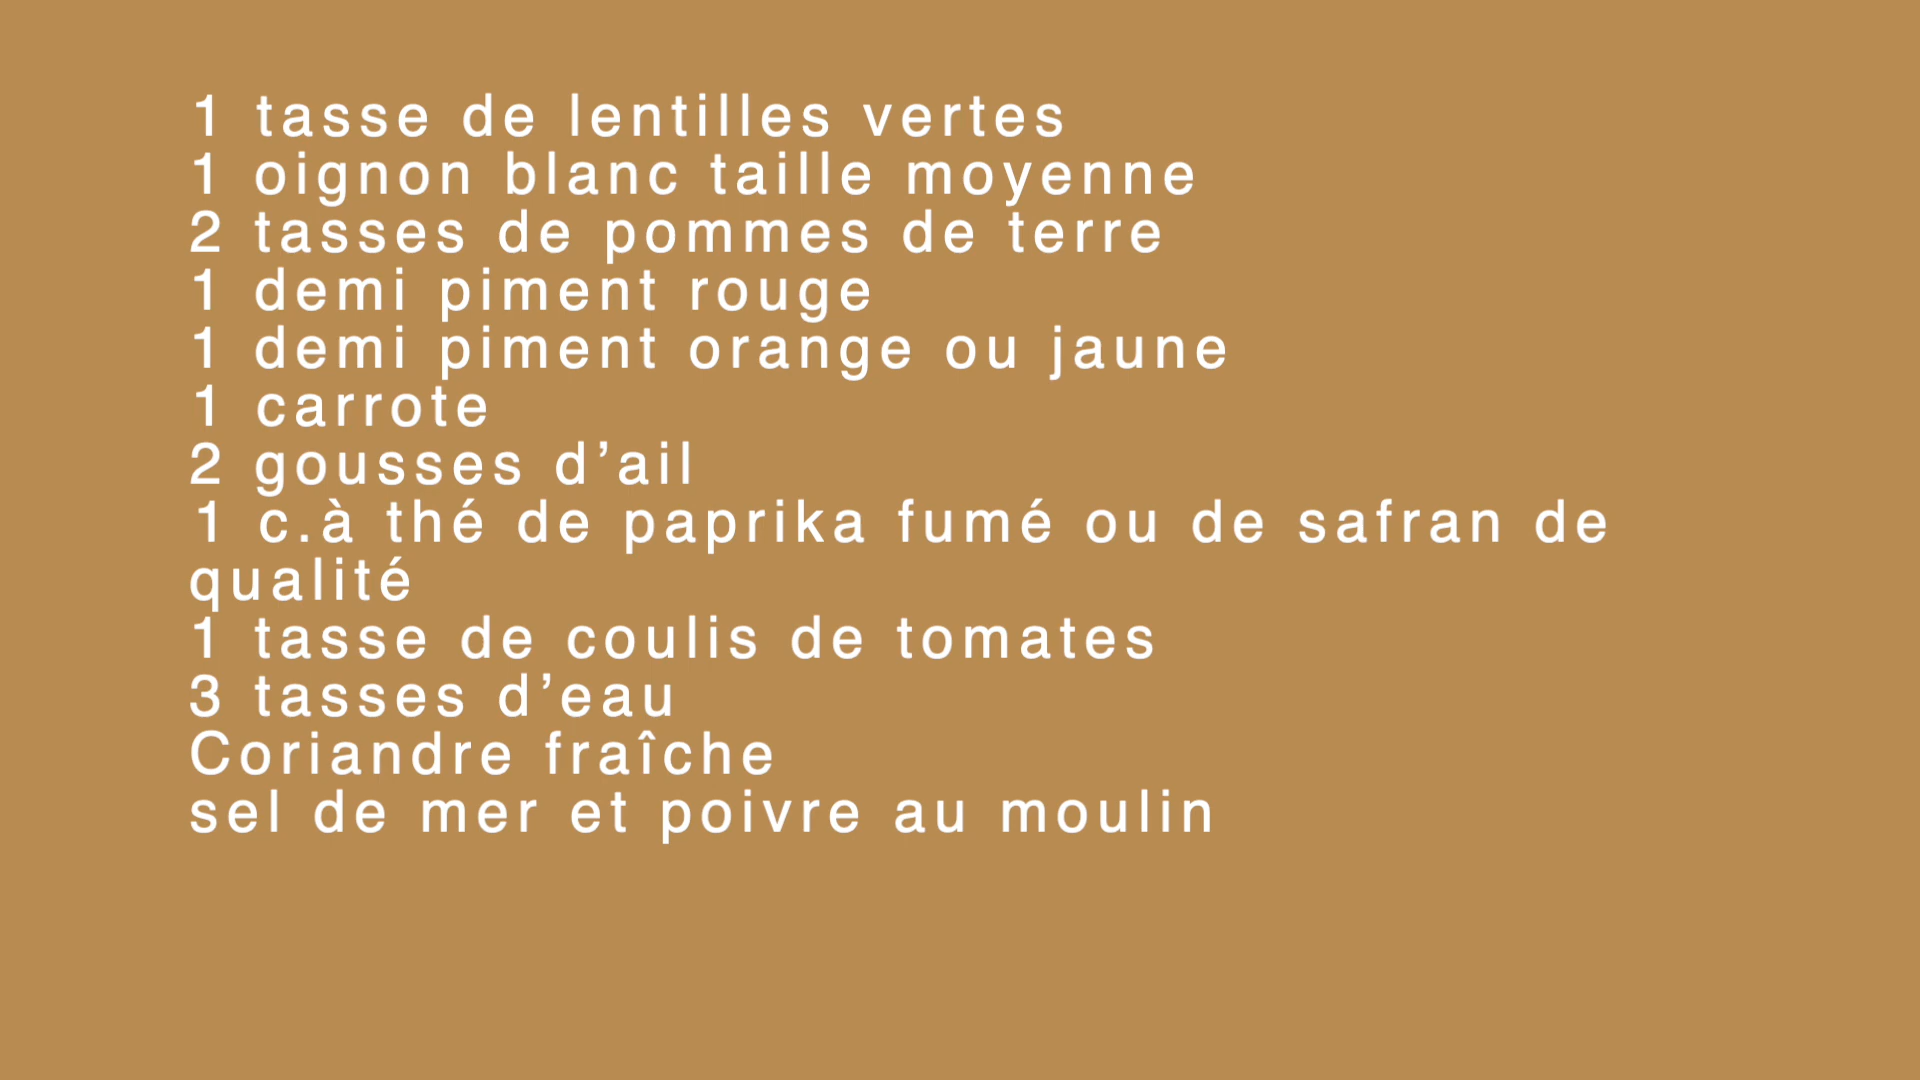 1 tasse de lentilles vertes
1 oignon blanc taille moyenne
2 tasses de pommes de terre
1 demi piment rouge
1 demi piment orange ou jaune
1 carrote
2 gousses d’ail
1 c.à thé de paprika fumé ou de safran de
qualité
1 tasse de coulis de tomates
3 tasses d’eau
Coriandre fraîche
sel de mer et poivre au moulin